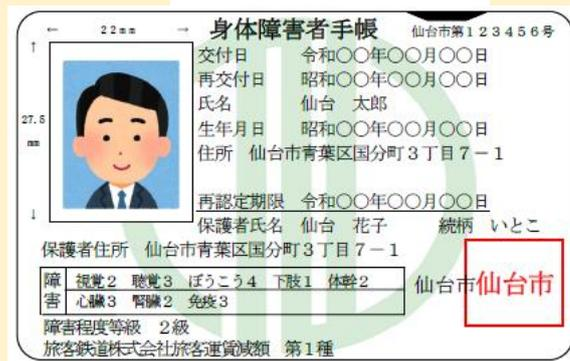 22mm
身体障害者手帳 仙台市第123456号
27.5
mm
交付日 令和〇〇年〇〇月〇〇日
再交付日 昭和〇〇年〇〇月〇〇日
氏名 仙台 太郎
生年月日 昭和〇〇年〇〇月〇〇日
住所 仙台市青葉区国分町3丁目7－1
再認定期限 令和〇〇年〇〇月〇〇日
保護者氏名 仙台 花子 続柄 いとこ
保護者住所 仙台市青葉区国分町3丁目7－1
障害 視覚2 聴覚3 ぼうこう4 下肢1 体幹2
心臓3 腎臓2 免疫3
仙台市 仙台市
障害程度等級 2級
旅客鉄道株式会社旅客運賃減額 第1種